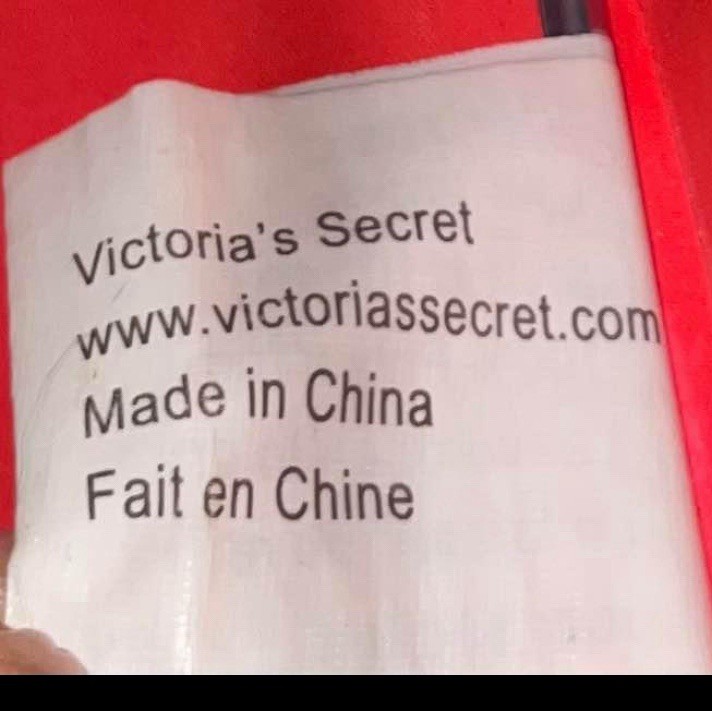 Victoria's Secret
www.victoriassecret.com
Made in China
Fait en Chine